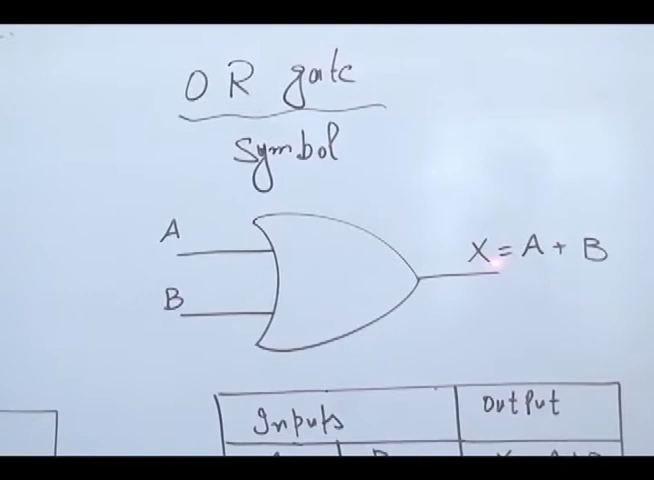 OR gate
Symbol
A
X = A + B
B
Inputs
Output